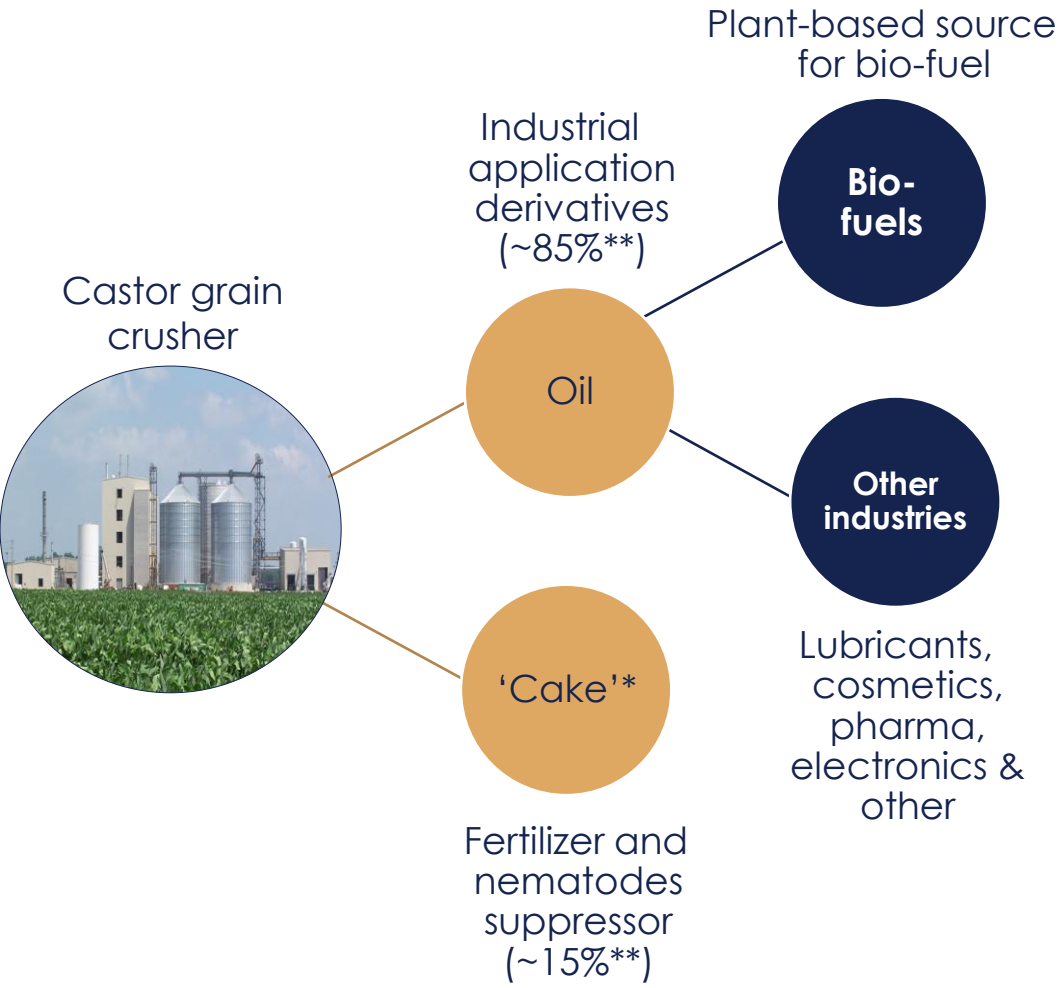 Plant-based source
for bio-fuel
Bio-
fuels
Industrial
application
derivatives
(~85%**)
Castor grain
crusher
Oil
Other
industries
Lubricants,
cosmetics,
pharma,
electronics &
other
‘Cake’*
Fertilizer and
nematodes
suppressor
(~15%**)